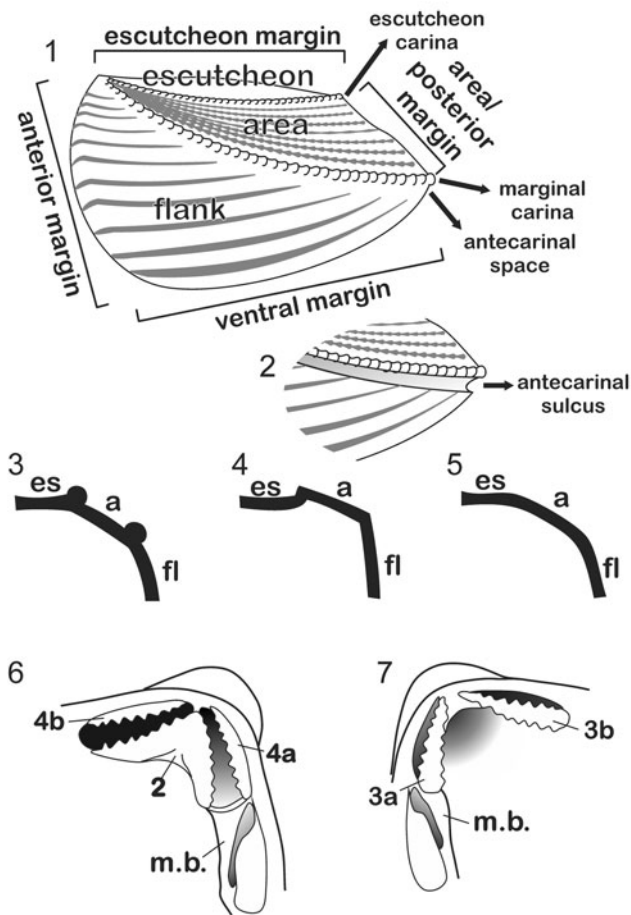 1
escutcheon margin
escutcheon
carina
escutcheon
area/
posterior
margin
area
anterior margin
flank
marginal
carina
antecarinal
space
ventral margin
2
antecarinal
sulcus
3
es
a
fl
4
es
a
fl
5
es
a
fl
6
4b
2
4a
m.b.
7
3b
3a
m.b.